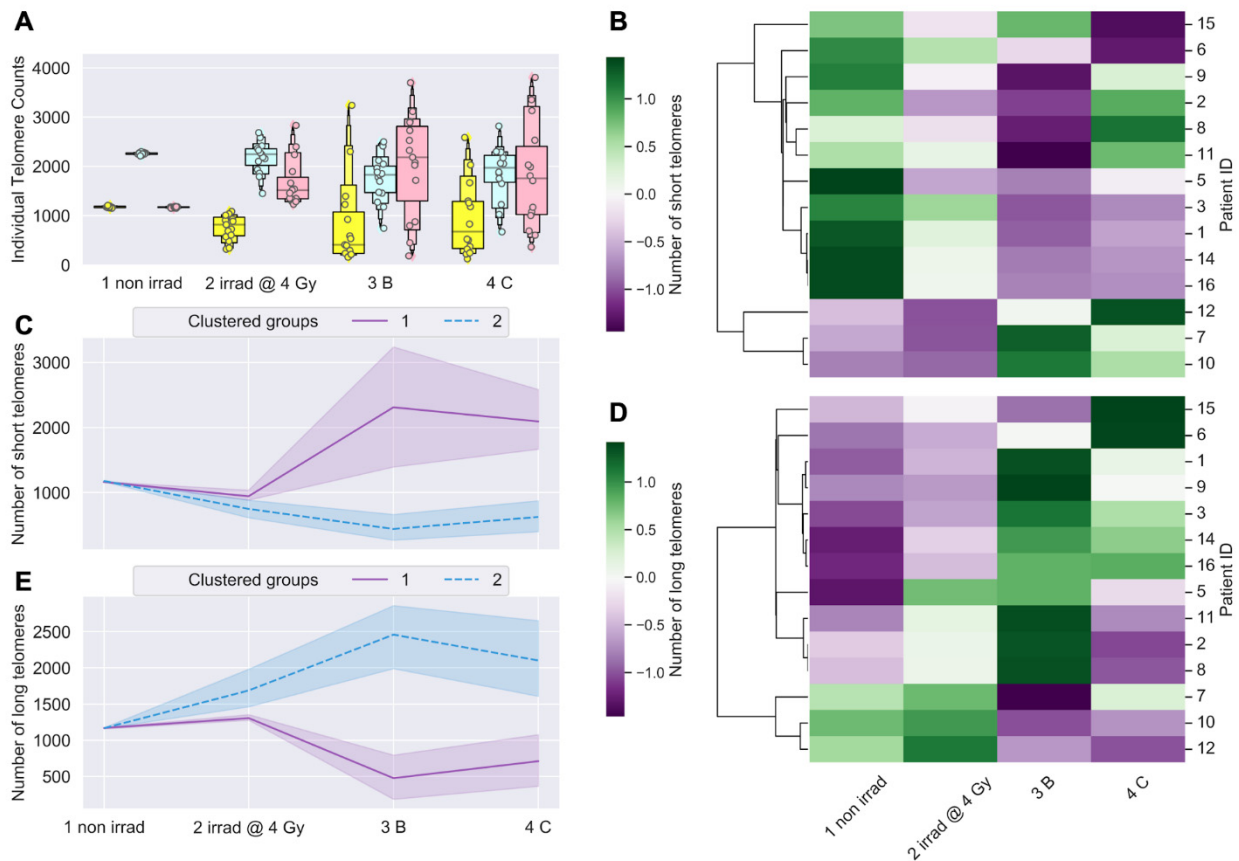 A
Individual Telomere Counts
4000
3000
2000
1000
0
1 non irrad
2 irrad @ 4 Gy
3 B
4 C
B
Number of short telomeres
1.0
0.5
0.0
−0.5
−1.0
15
6
9
2
8
11
5
3
1
14
16
12
7
10
Patient ID
C
Clustered groups 1 2
Number of short telomeres
3000
2000
1000
D
Number of long telomeres
1.0
0.5
0.0
−0.5
−1.0
15
6
1
9
3
14
16
5
11
2
8
7
10
12
Patient ID
1 non irrad
2 irrad @ 4 Gy
3 B
4 C
E
Clustered groups 1 2
Number of long telomeres
2500
2000
1500
1000
500
1 non irrad
2 irrad @ 4 Gy
3 B
4 C